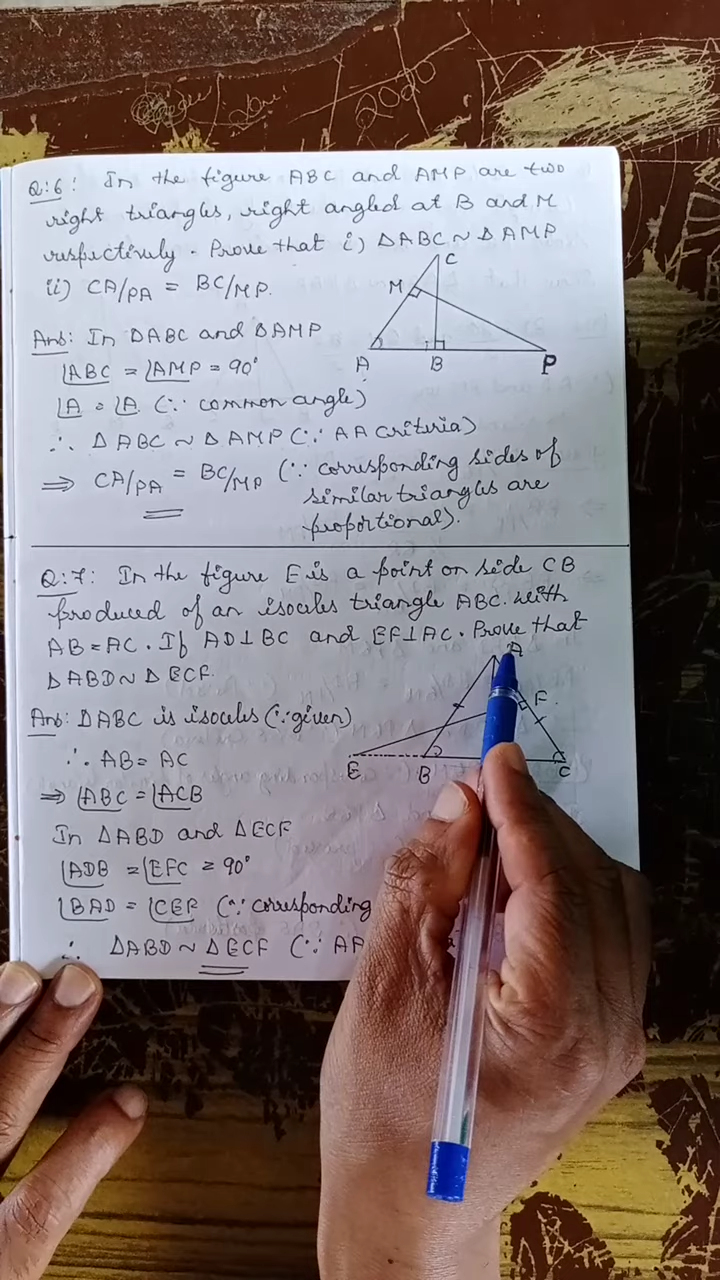 2020
Q:6: In the figure ABC and AMP are two
right triangles, right angled at B and M
respectively. Prove that i) ΔABC ~ ΔAMP
ii) CA/PA = BC/MP.
C
M
A B P
Ans: In ΔABC and ΔAMP
∠ABC = ∠AMP = 90°
∠A = ∠A (∵ common angle)
∴ ΔABC ~ ΔAMP (∵ AA criteria)
⇒ CA/PA = BC/MP (∵ corresponding sides of
similar triangles are
proportional).
Q:7: In the figure E is a point on side CB
produced of an isoceles triangle ABC. with
AB = AC. If AD⊥BC and EF⊥AC. Prove that
ΔABD ~ ΔECF.
A
F
E B C
Ans: ΔABC is isoceles (∵ given)
∴ AB = AC
⇒ ∠ABC = ∠ACB
In ΔABD and ΔECF
∠ADB = ∠EFC = 90°
∠BAD = ∠CEF (∵ corresponding
∴ ΔABD ~ ΔECF (∵ AA